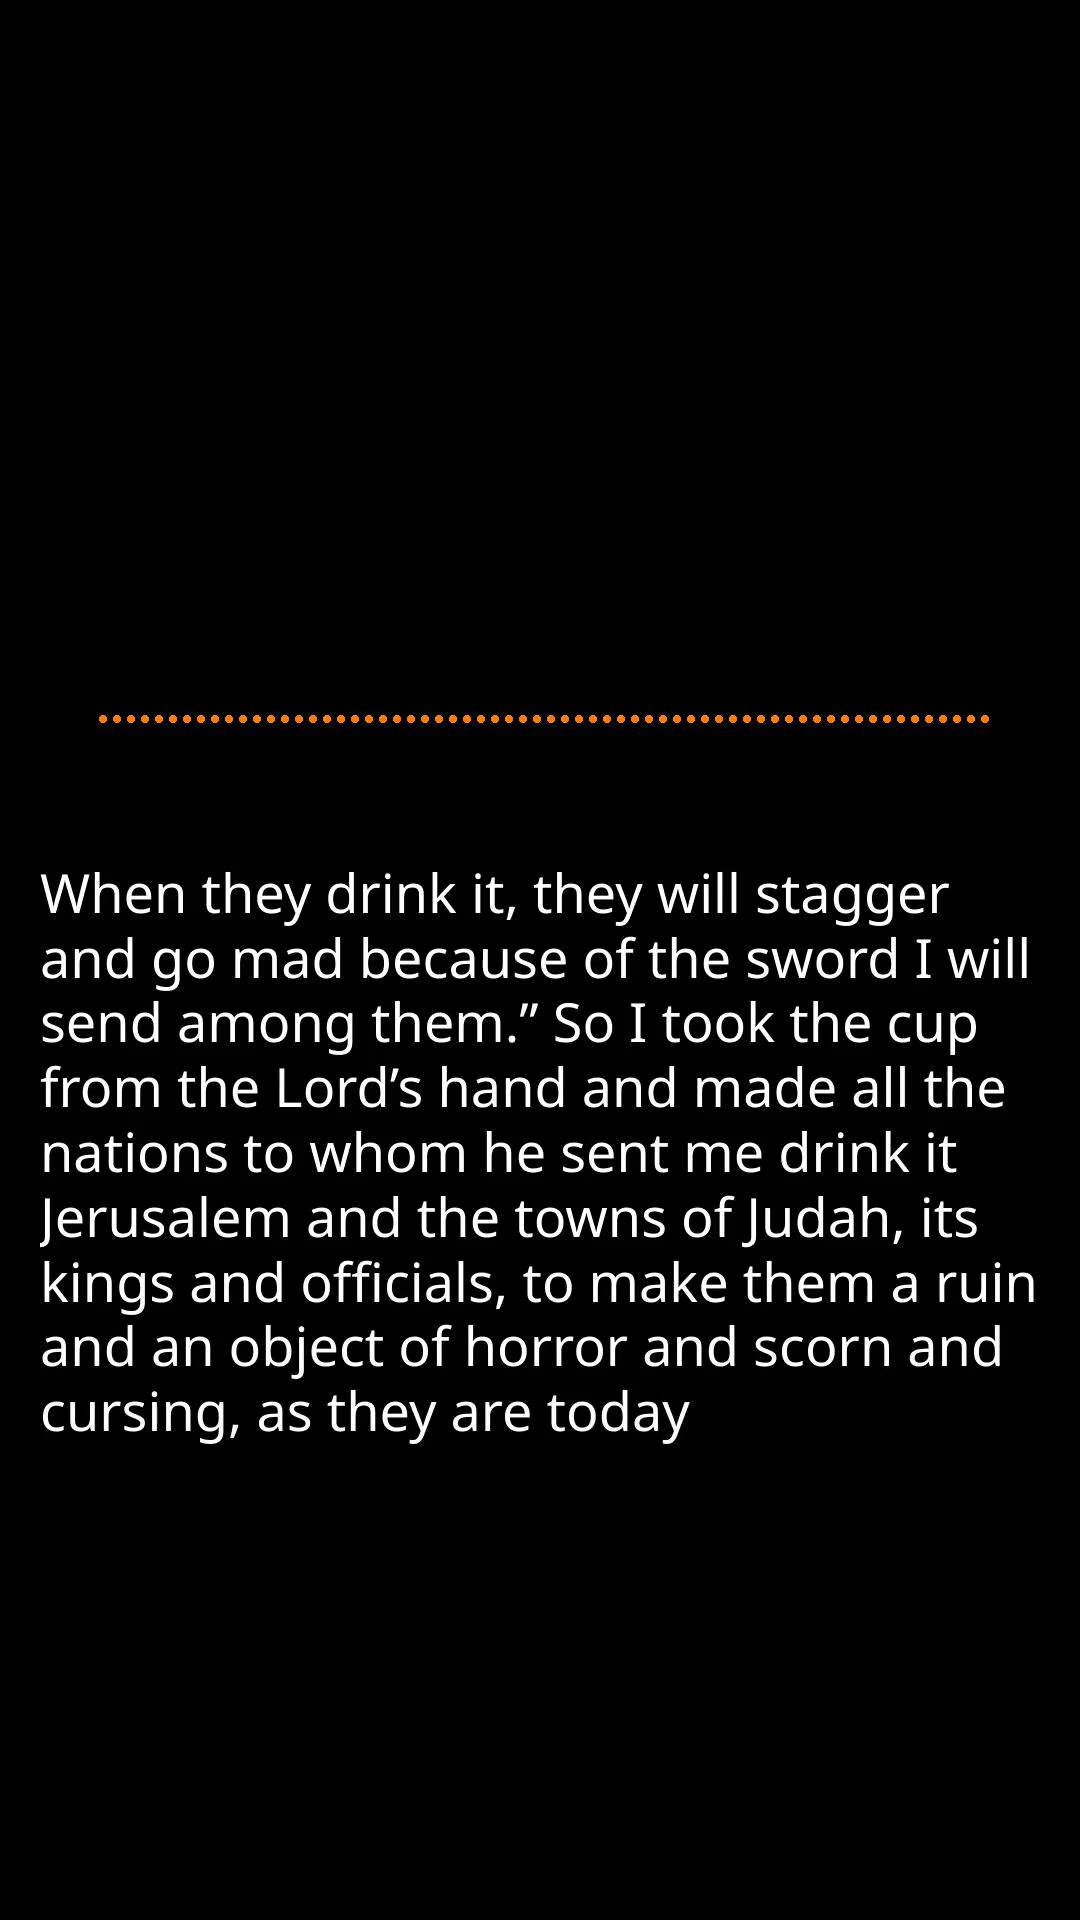 When they drink it, they will stagger
and go mad because of the sword I will
send among them.” So I took the cup
from the Lord’s hand and made all the
nations to whom he sent me drink it
Jerusalem and the towns of Judah, its
kings and officials, to make them a ruin
and an object of horror and scorn and
cursing, as they are today